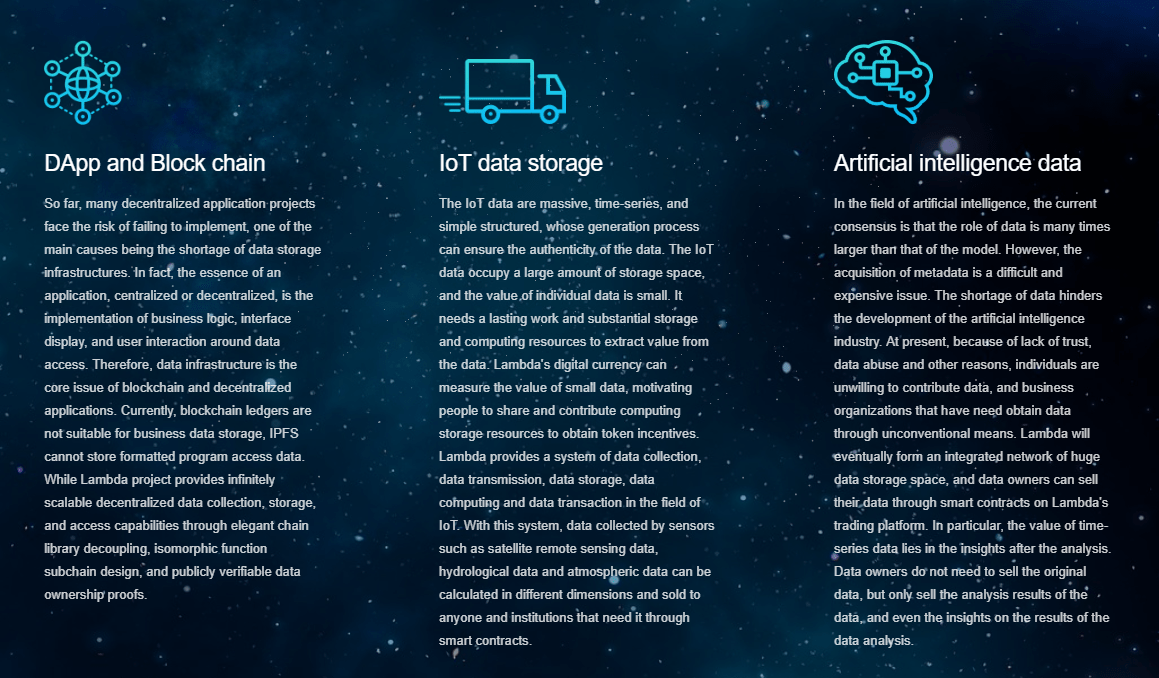 DApp and Block chain
So far, many decentralized application projects
face the risk of failing to implement, one of the
main causes being the shortage of data storage
infrastructures. In fact, the essence of an
application, centralized or decentralized, is the
implementation of business logic, interface
display, and user interaction around data
access. Therefore, data infrastructure is the
core issue of blockchain and decentralized
applications. Currently, blockchain ledgers are
not suitable for business data storage, IPFS
cannot store formatted program access data.
While Lambda project provides infinitely
scalable decentralized data collection, storage,
and access capabilities through elegant chain
library decoupling, isomorphic function
subchain design, and publicly verifiable data
ownership proofs.
IoT data storage
The IoT data are massive, time-series, and
simple structured, whose generation process
can ensure the authenticity of the data. The IoT
data occupy a large amount of storage space,
and the value of individual data is small. It
needs a lasting work and substantial storage
and computing resources to extract value from
the data. Lambda's digital currency can
measure the value of small data, motivating
people to share and contribute computing
storage resources to obtain token incentives.
Lambda provides a system of data collection,
data transmission, data storage, data
computing and data transaction in the field of
IoT. With this system, data collected by sensors
such as satellite remote sensing data,
hydrological data and atmospheric data can be
calculated in different dimensions and sold to
anyone and institutions that need it through
smart contracts.
Artificial intelligence data
In the field of artificial intelligence, the current
consensus is that the role of data is many times
larger than that of the model. However, the
acquisition of metadata is a difficult and
expensive issue. The shortage of data hinders
the development of the artificial intelligence
industry. At present, because of lack of trust,
data abuse and other reasons, individuals are
unwilling to contribute data, and business
organizations that have need obtain data
through unconventional means. Lambda will
eventually form an integrated network of huge
data storage space, and data owners can sell
their data through smart contracts on Lambda's
trading platform. In particular, the value of time-
series data lies in the insights after the analysis.
Data owners do not need to sell the original
data, but only sell the analysis results of the
data, and even the insights on the results of the
data analysis.